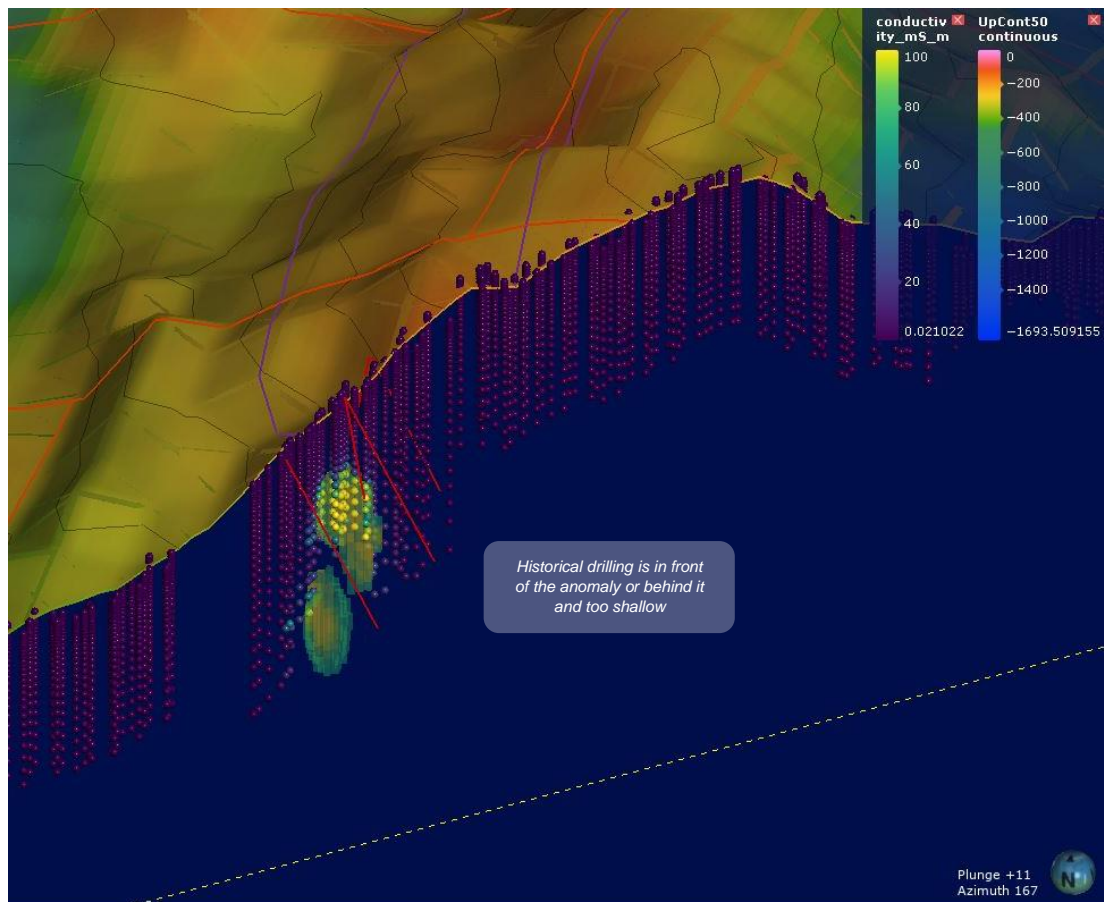 conductiv
ity_mS_m
100
80
60
40
20
0.021022
UpCont50
continuous
0
−200
−400
−600
−800
−1000
−1200
−1400
−1693.509155
Historical drilling is in front
of the anomaly or behind it
and too shallow
Plunge +11
Azimuth 167
N